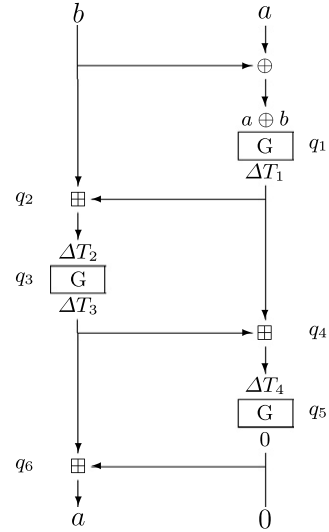 b a
a ⊕ b
G q₁
ΔT₁
q₂
ΔT₂
q₃ G
ΔT₃
q₄
ΔT₄
G q₅
0
q₆
a 0